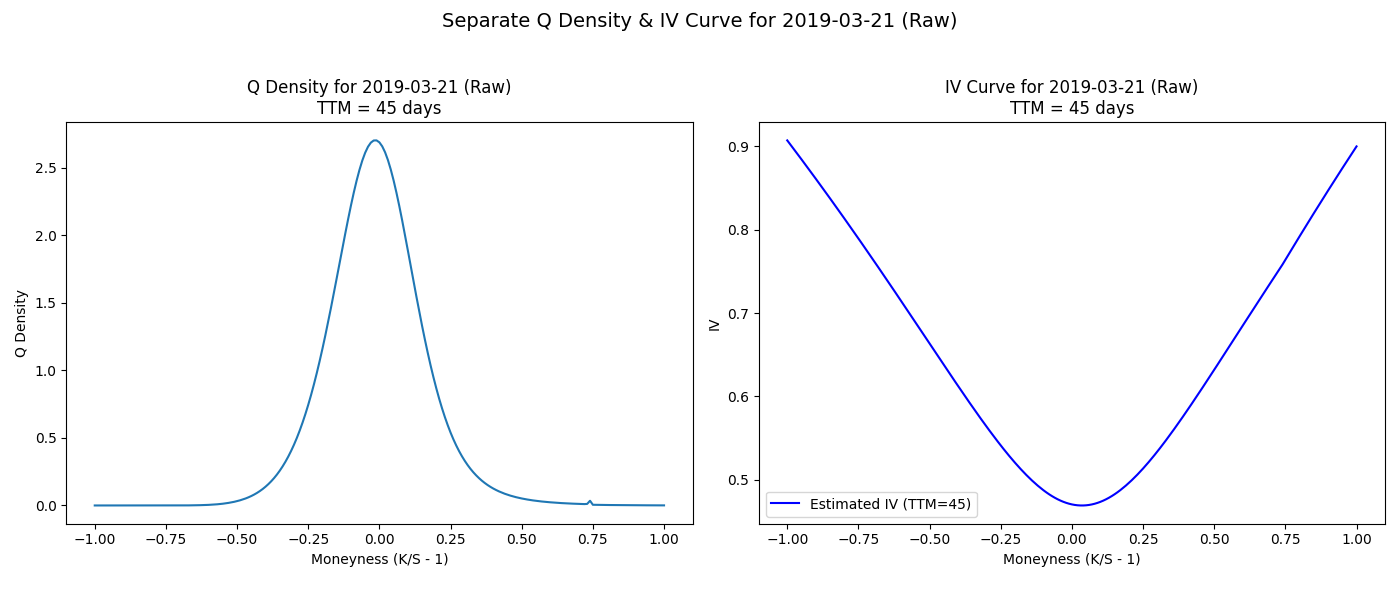 Separate Q Density & IV Curve for 2019-03-21 (Raw)
Q Density for 2019-03-21 (Raw)
TTM = 45 days
Q Density
2.5
2.0
1.5
1.0
0.5
0.0
−1.00 −0.75 −0.50 −0.25 0.00 0.25 0.50 0.75 1.00
Moneyness (K/S - 1)
IV Curve for 2019-03-21 (Raw)
TTM = 45 days
IV
0.9
0.8
0.7
0.6
0.5
Estimated IV (TTM=45)
−1.00 −0.75 −0.50 −0.25 0.00 0.25 0.50 0.75 1.00
Moneyness (K/S - 1)